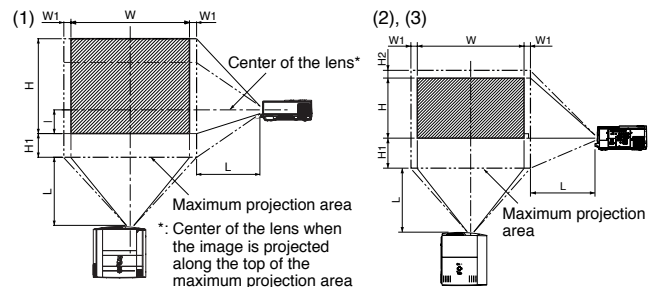 (1)
W1 W W1
H
I
H1
L
L
Center of the lens*
Maximum projection area
*: Center of the lens when
the image is projected
along the top of the
maximum projection area
(2), (3)
W1 W W1
H2
H
H1
L
L
Maximum projection
area